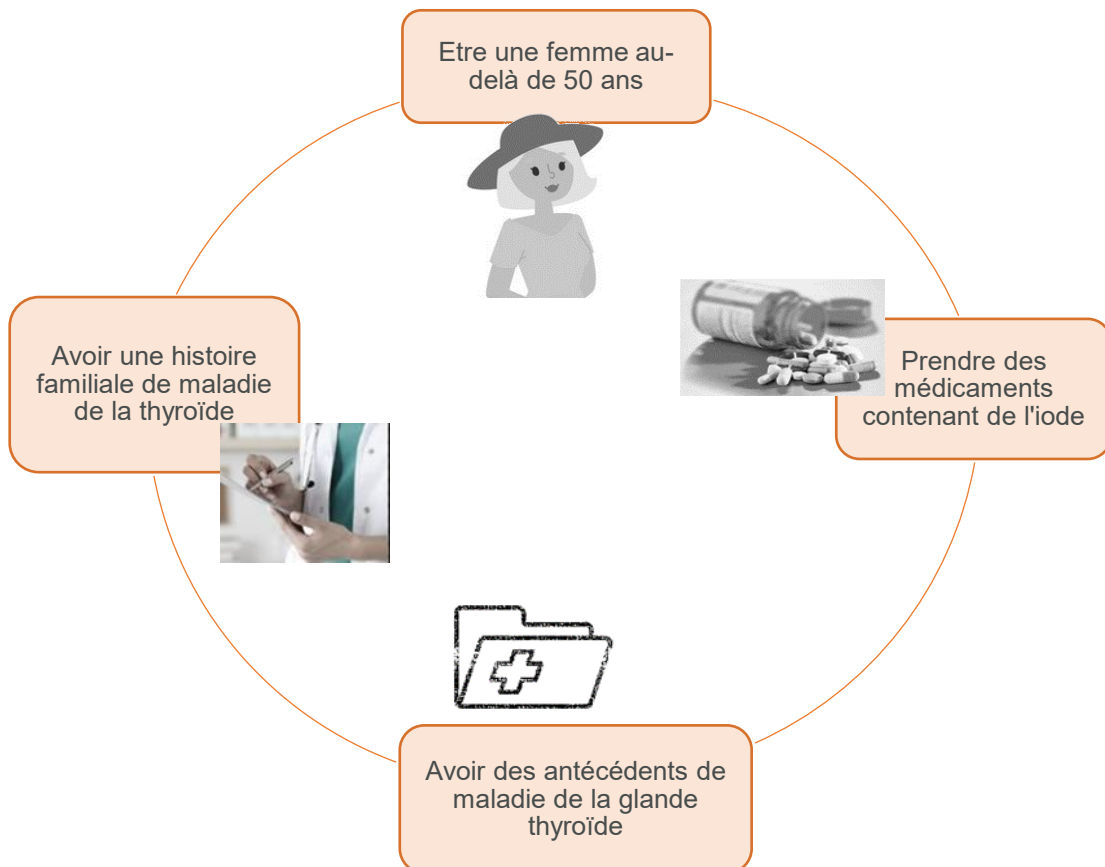 Etre une femme au-
delà de 50 ans
Prendre des
médicaments
contenant de l'iode
Avoir des antécédents de
maladie de la glande
thyroïde
Avoir une histoire
familiale de maladie
de la thyroïde